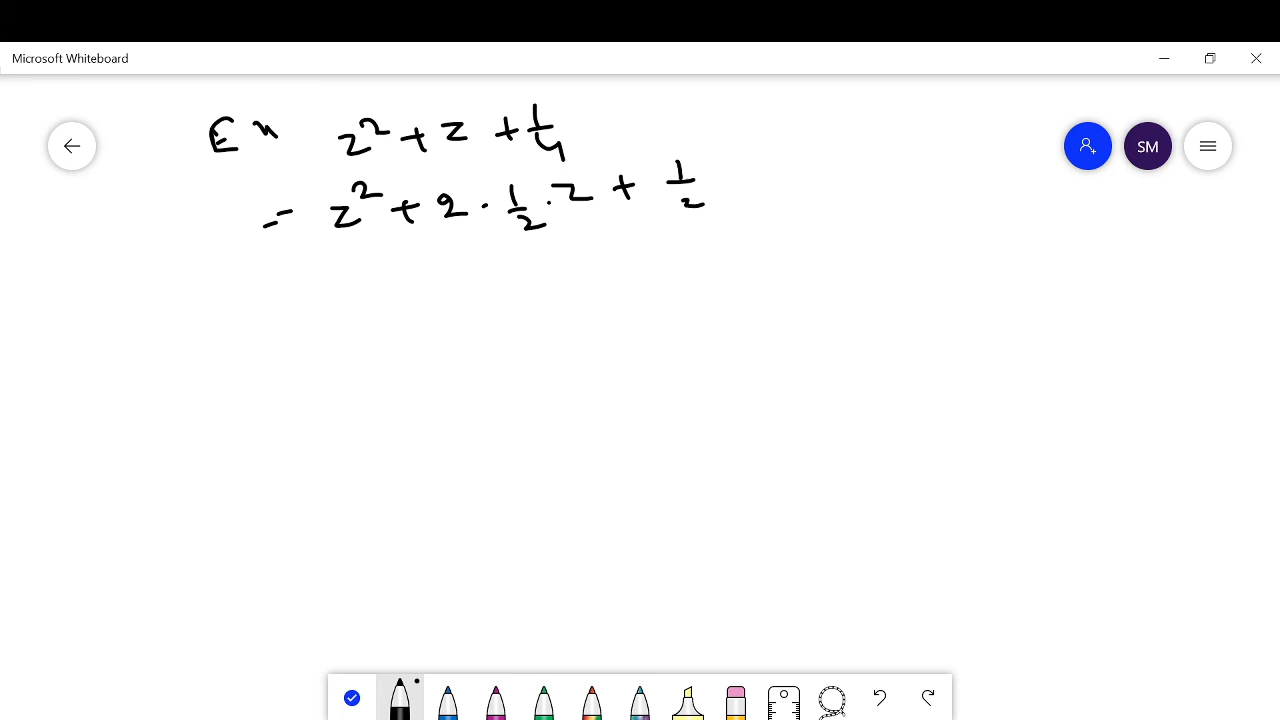 Microsoft Whiteboard
Ex z² + z + 1/4
= z² + 2 · 1/2 · z + 1/2
SM